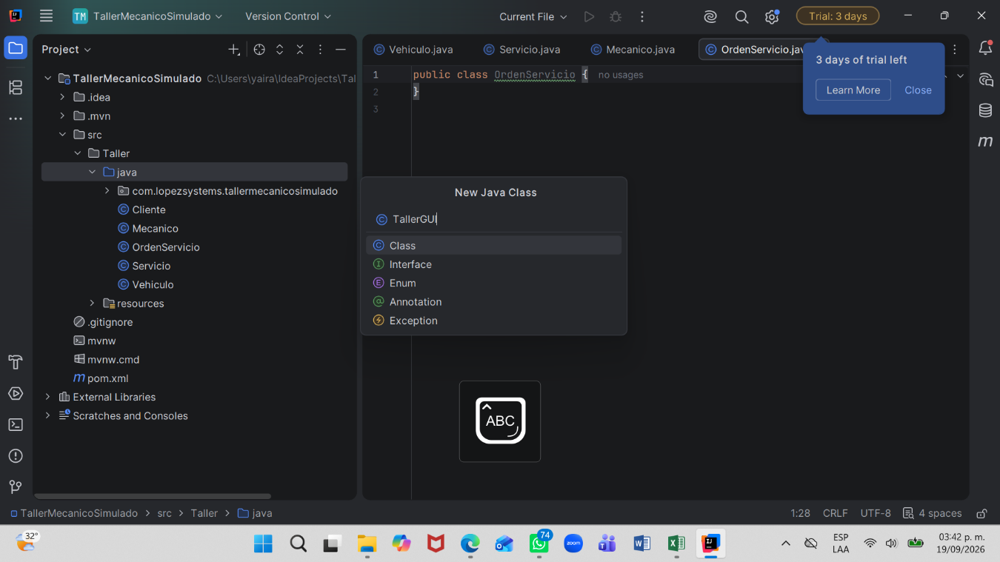 TM TallerMecanicoSimulado Version Control Current File Trial: 3 days
Project
Vehiculo.java Servicio.java Mecanico.java OrdenServicio.jav
3 days of trial left
Learn More Close
TallerMecanicoSimulado C:\Users\yaira\IdeaProjects\Tal
.idea
.mvn
src
Taller
java
com.lopezsystems.tallermecanicosimulado
Cliente
Mecanico
OrdenServicio
Servicio
Vehiculo
resources
.gitignore
mvnw
mvnw.cmd
m pom.xml
External Libraries
Scratches and Consoles
1 public class OrdenServicio { no usages
2 }
3
m
New Java Class
C TallerGUI
C Class
I Interface
E Enum
@ Annotation
Exception
ABC
TallerMecanicoSimulado > src > Taller > java
1:28 CRLF UTF-8 4 spaces
32°
74
zoom
ESP
LAA
03:42 p. m.
19/09/2026